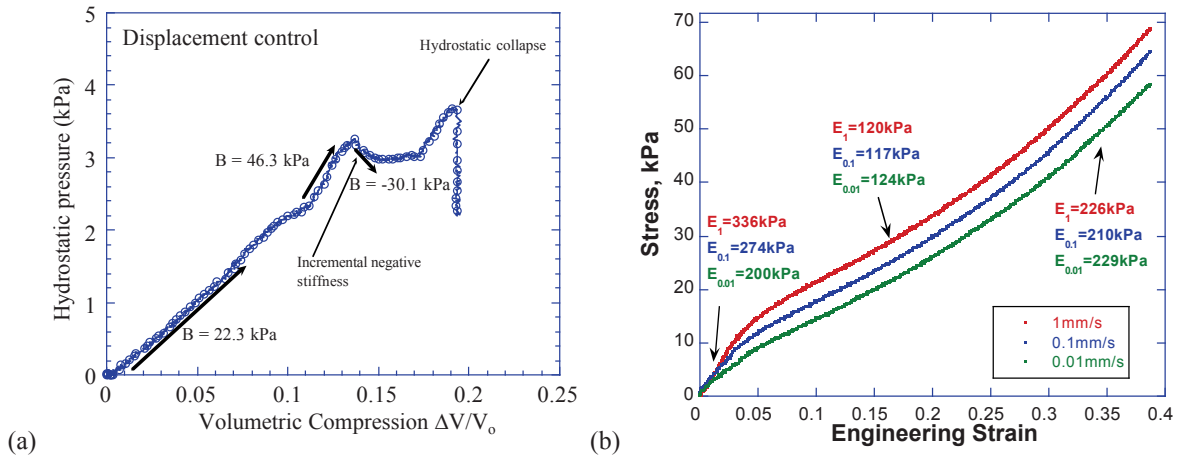 Displacement control
Hydrostatic collapse
B = 46.3 kPa
B = -30.1 kPa
Incremental negative
stiffness
B = 22.3 kPa
Hydrostatic pressure (kPa)
5
4
3
2
1
0
0
0.05
0.1
0.15
0.2
0.25
Volumetric Compression ΔV/Vo
(a)
Stress, kPa
70
60
50
40
30
20
10
0
E1=120kPa
E0.1=117kPa
E0.01=124kPa
E1=336kPa
E0.1=274kPa
E0.01=200kPa
E1=226kPa
E0.1=210kPa
E0.01=229kPa
1mm/s
0.1mm/s
0.01mm/s
0
0.05
0.1
0.15
0.2
0.25
0.3
0.35
0.4
Engineering Strain
(b)